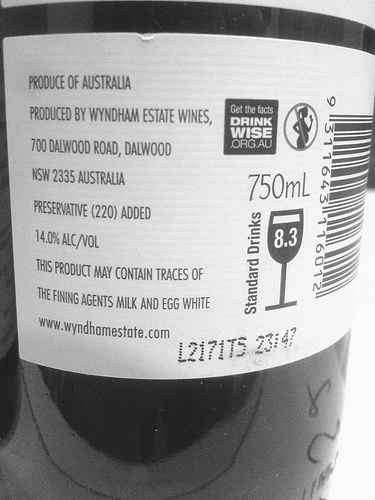 PRODUCE OF AUSTRALIA
PRODUCED BY WYNDHAM ESTATE WINES,
700 DALWOOD ROAD, DALWOOD
NSW 2335 AUSTRALIA
PRESERVATIVE (220) ADDED
14.0% ALC/VOL
THIS PRODUCT MAY CONTAIN TRACES OF
THE FINING AGENTS MILK AND EGG WHITE
www.wyndhamestate.com
Get the facts
DRINK
WISE
.ORG.AU
750mL
Standard Drinks
8.3
9 311643 116012
L2171T5 23:47